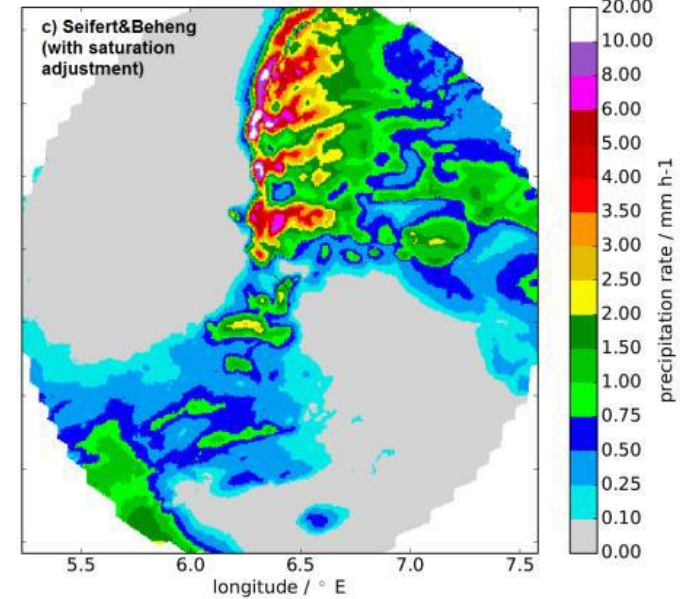 c) Seifert&Beheng
(with saturation
adjustment)
20.00
10.00
8.00
6.00
5.00
4.00
3.50
3.00
2.50
2.00
1.50
1.00
0.75
0.50
0.25
0.10
0.00
precipitation rate / mm h-1
5.5 6.0 6.5 7.0 7.5
longitude / ° E